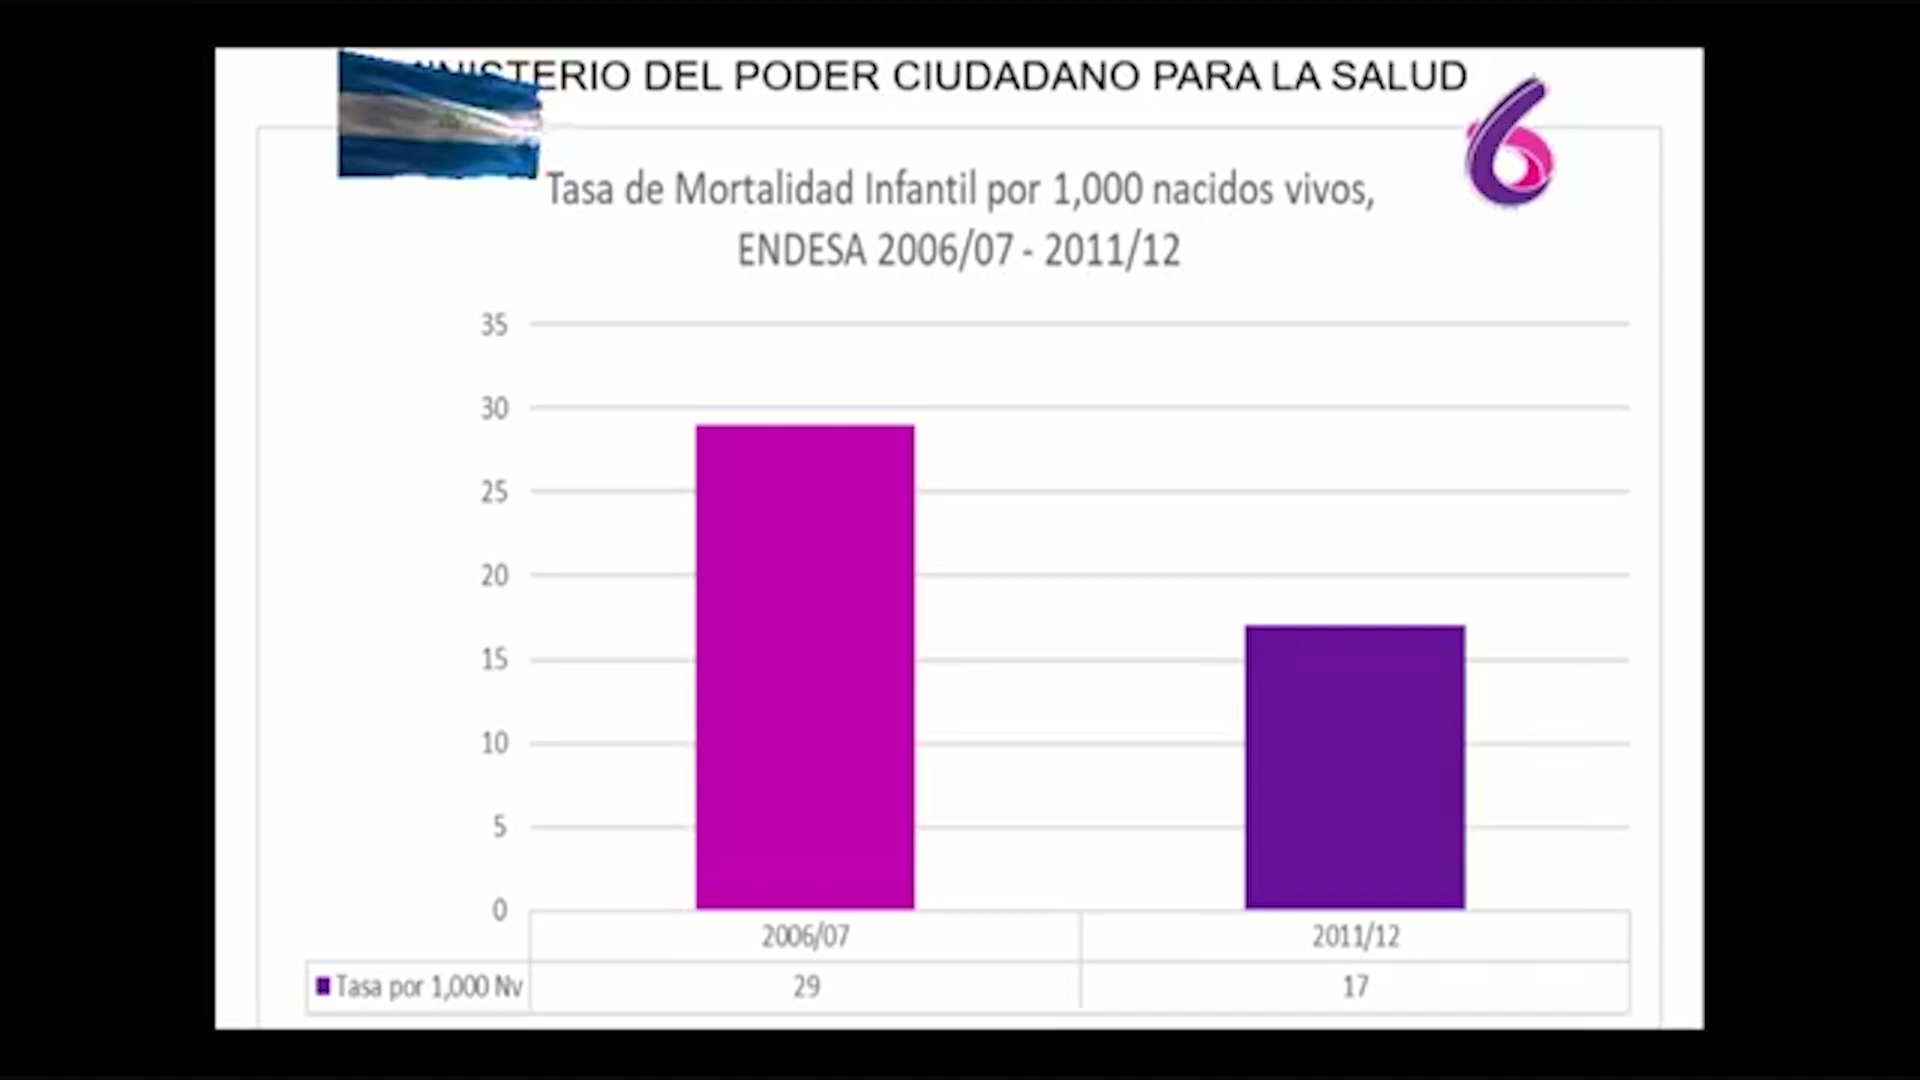 DEL PODER CIUDADANO PARA LA SALUD
6
Tasa de Mortalidad Infantil por 1,000 nacidos vivos,
ENDESA 2006/07 - 2011/12
35
30
25
20
15
10
5
0
2006/07 2011/12
Tasa por 1,000 Nv 29 17